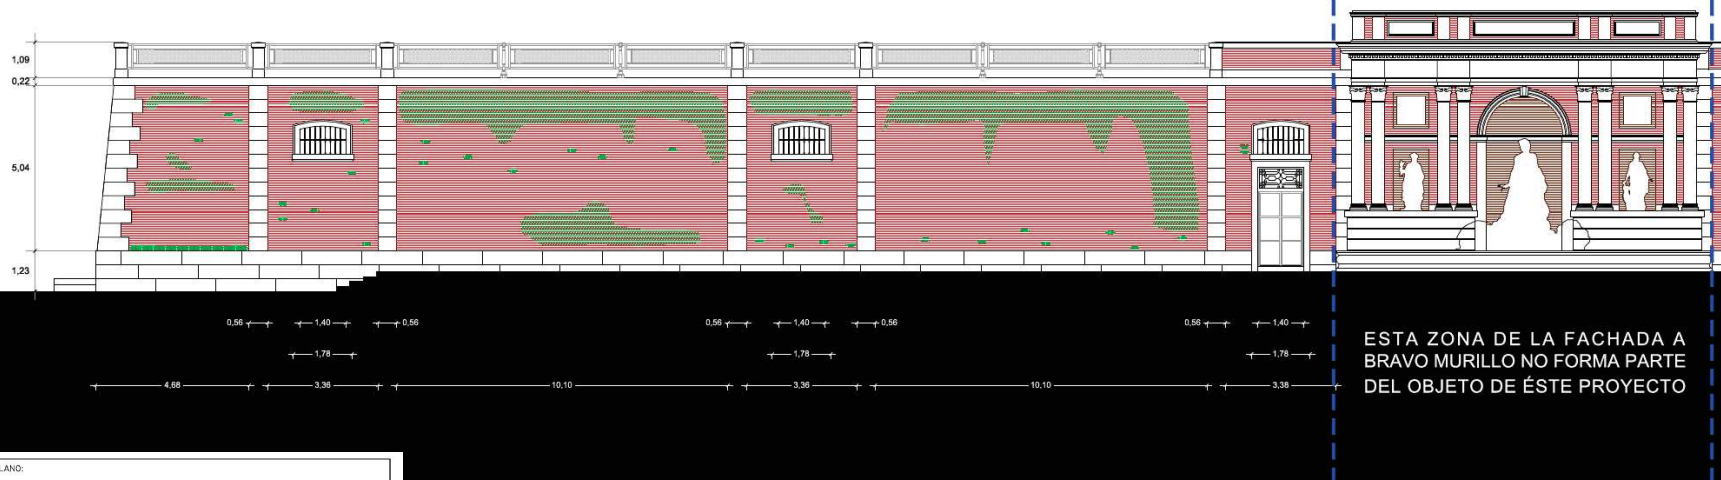 1,09
0,22
5,04
1,23
0,56 1,40 0,56 0,56 1,40 0,56 0,56 1,40
1,78 1,78 1,78
4,68 3,36 10,10 3,36 10,10 3,38
ESTA ZONA DE LA FACHADA A
BRAVO MURILLO NO FORMA PARTE
DEL OBJETO DE ÉSTE PROYECTO
LANO: